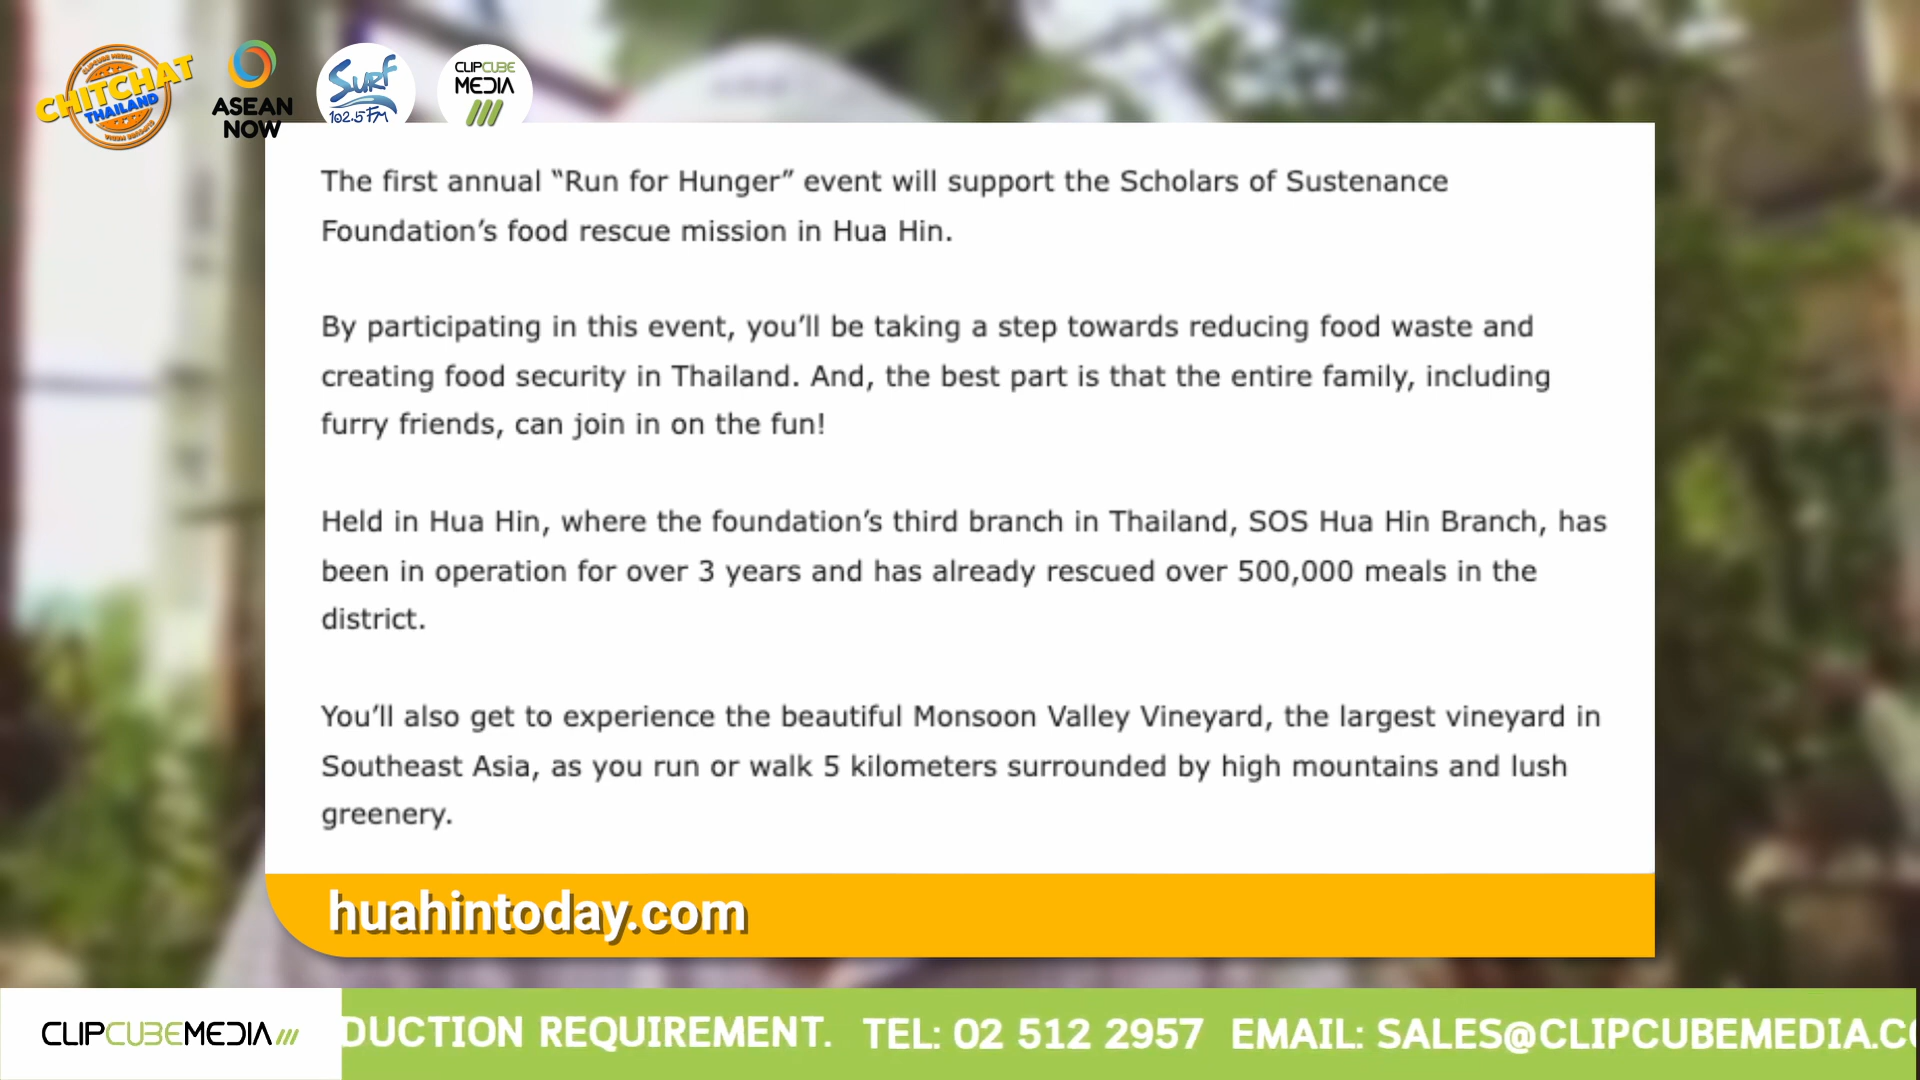 CHITCHAT
THAILAND
ASEAN
NOW
Surf
102.5 FM
CLIPCUBE
MEDIA
The first annual “Run for Hunger” event will support the Scholars of Sustenance
Foundation’s food rescue mission in Hua Hin.
By participating in this event, you’ll be taking a step towards reducing food waste and
creating food security in Thailand. And, the best part is that the entire family, including
furry friends, can join in on the fun!
Held in Hua Hin, where the foundation’s third branch in Thailand, SOS Hua Hin Branch, has
been in operation for over 3 years and has already rescued over 500,000 meals in the
district.
You’ll also get to experience the beautiful Monsoon Valley Vineyard, the largest vineyard in
Southeast Asia, as you run or walk 5 kilometers surrounded by high mountains and lush
greenery.
huahintoday.com
CLIPCUBEMEDIA
DUCTION REQUIREMENT. TEL: 02 512 2957 EMAIL: SALES@CLIPCUBEMEDIA.C